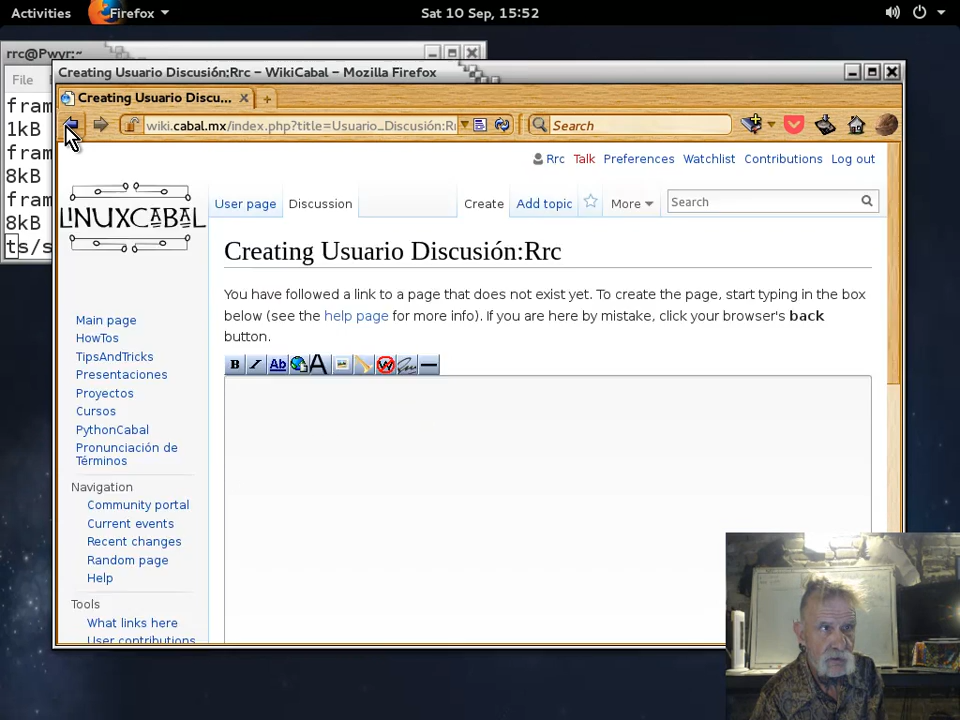 Activities Firefox Sat 10 Sep, 15:52
rrc@Pwyr:~
File
fram
1kB
fram
8kB
fram
8kB
ts/s
Creating Usuario Discusión:Rrc – WikiCabal – Mozilla Firefox
Creating Usuario Discu...
wiki.cabal.mx/index.php?title=Usuario_Discusión:R
Search
Rrc Talk Preferences Watchlist Contributions Log out
LINUXCABAL
User page Discussion Create Add topic More Search
Creating Usuario Discusión:Rrc
You have followed a link to a page that does not exist yet. To create the page, start typing in the box
below (see the help page for more info). If you are here by mistake, click your browser's back
button.
B I Ab A W
Main page
HowTos
TipsAndTricks
Presentaciones
Proyectos
Cursos
PythonCabal
Pronunciación de
Términos
Navigation
Community portal
Current events
Recent changes
Random page
Help
Tools
What links here
User contributions